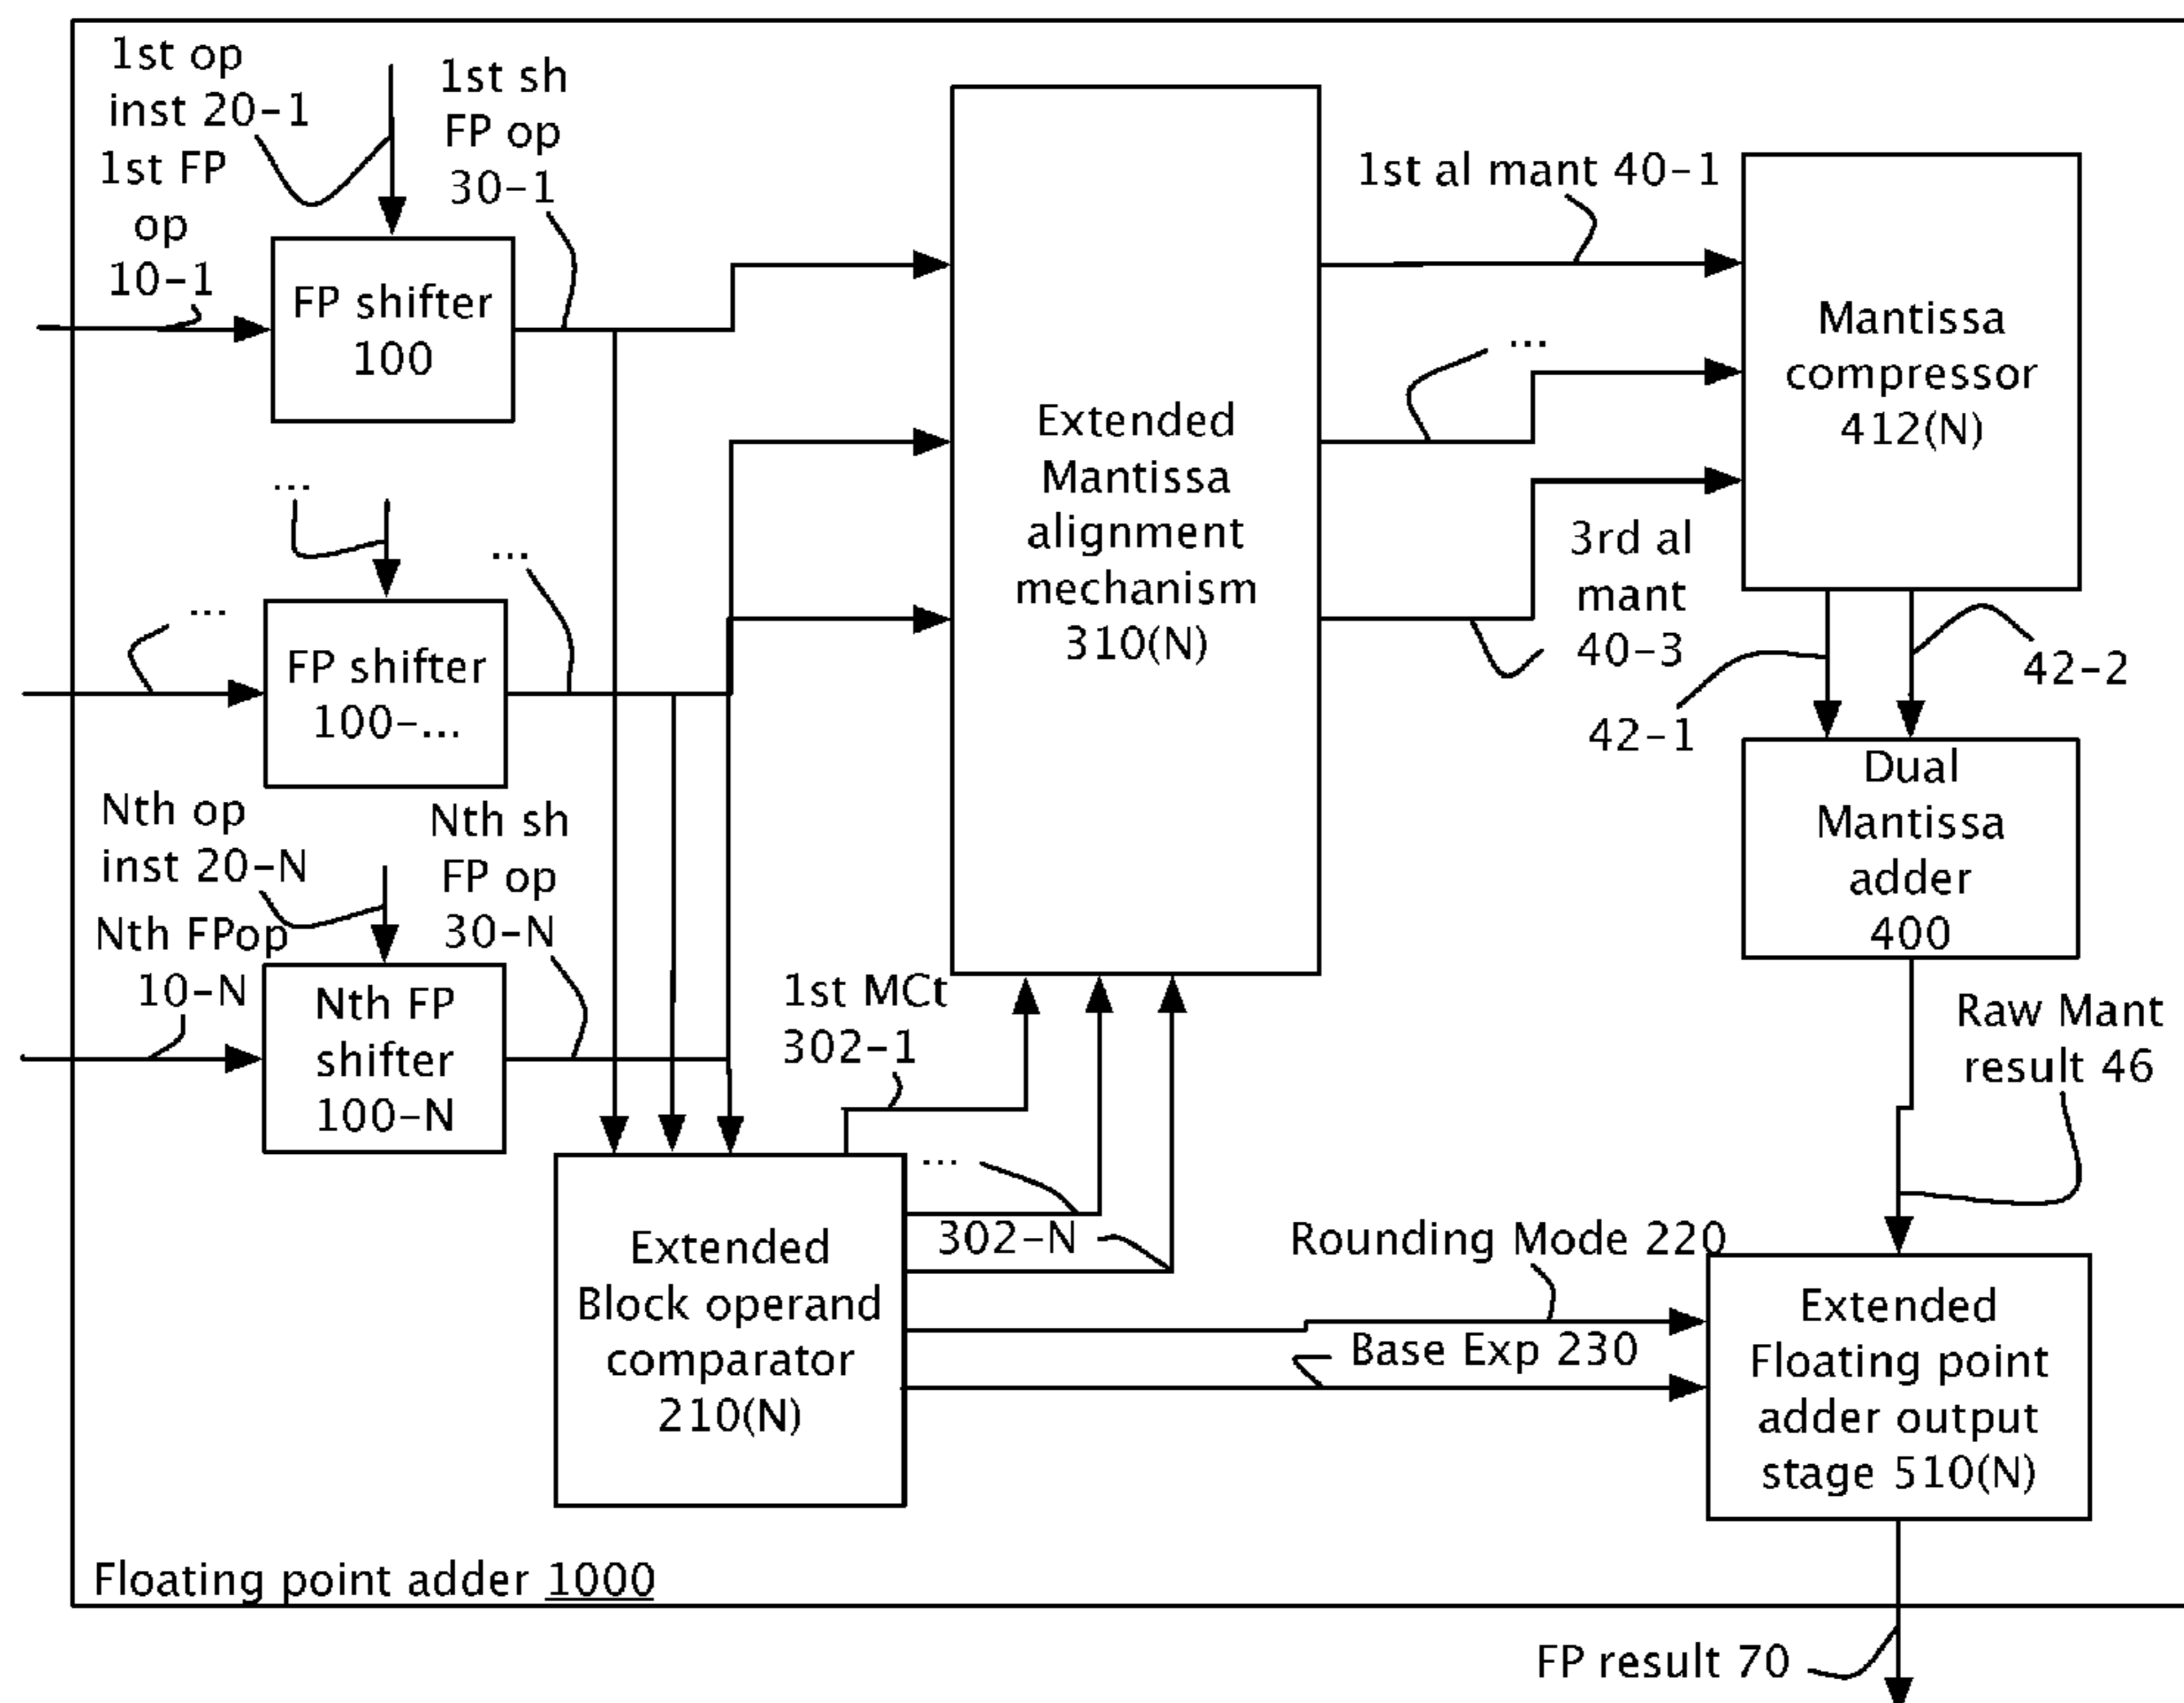 1st op
inst 20-1
1st FP
op
10-1
1st sh
FP op
30-1
FP shifter
100
...
...
...
FP shifter
100-...
Nth op
inst 20-N
Nth FPop
10-N
Nth sh
FP op
30-N
Nth FP
shifter
100-N
Extended
Mantissa
alignment
mechanism
310(N)
1st al mant 40-1
...
3rd al
mant
40-3
Mantissa
compressor
412(N)
42-1
42-2
Dual
Mantissa
adder
400
Raw Mant
result 46
1st MCt
302-1
...
302-N
Extended
Block operand
comparator
210(N)
Rounding Mode 220
Base Exp 230
Extended
Floating point
adder output
stage 510(N)
Floating point adder 1000
FP result 70